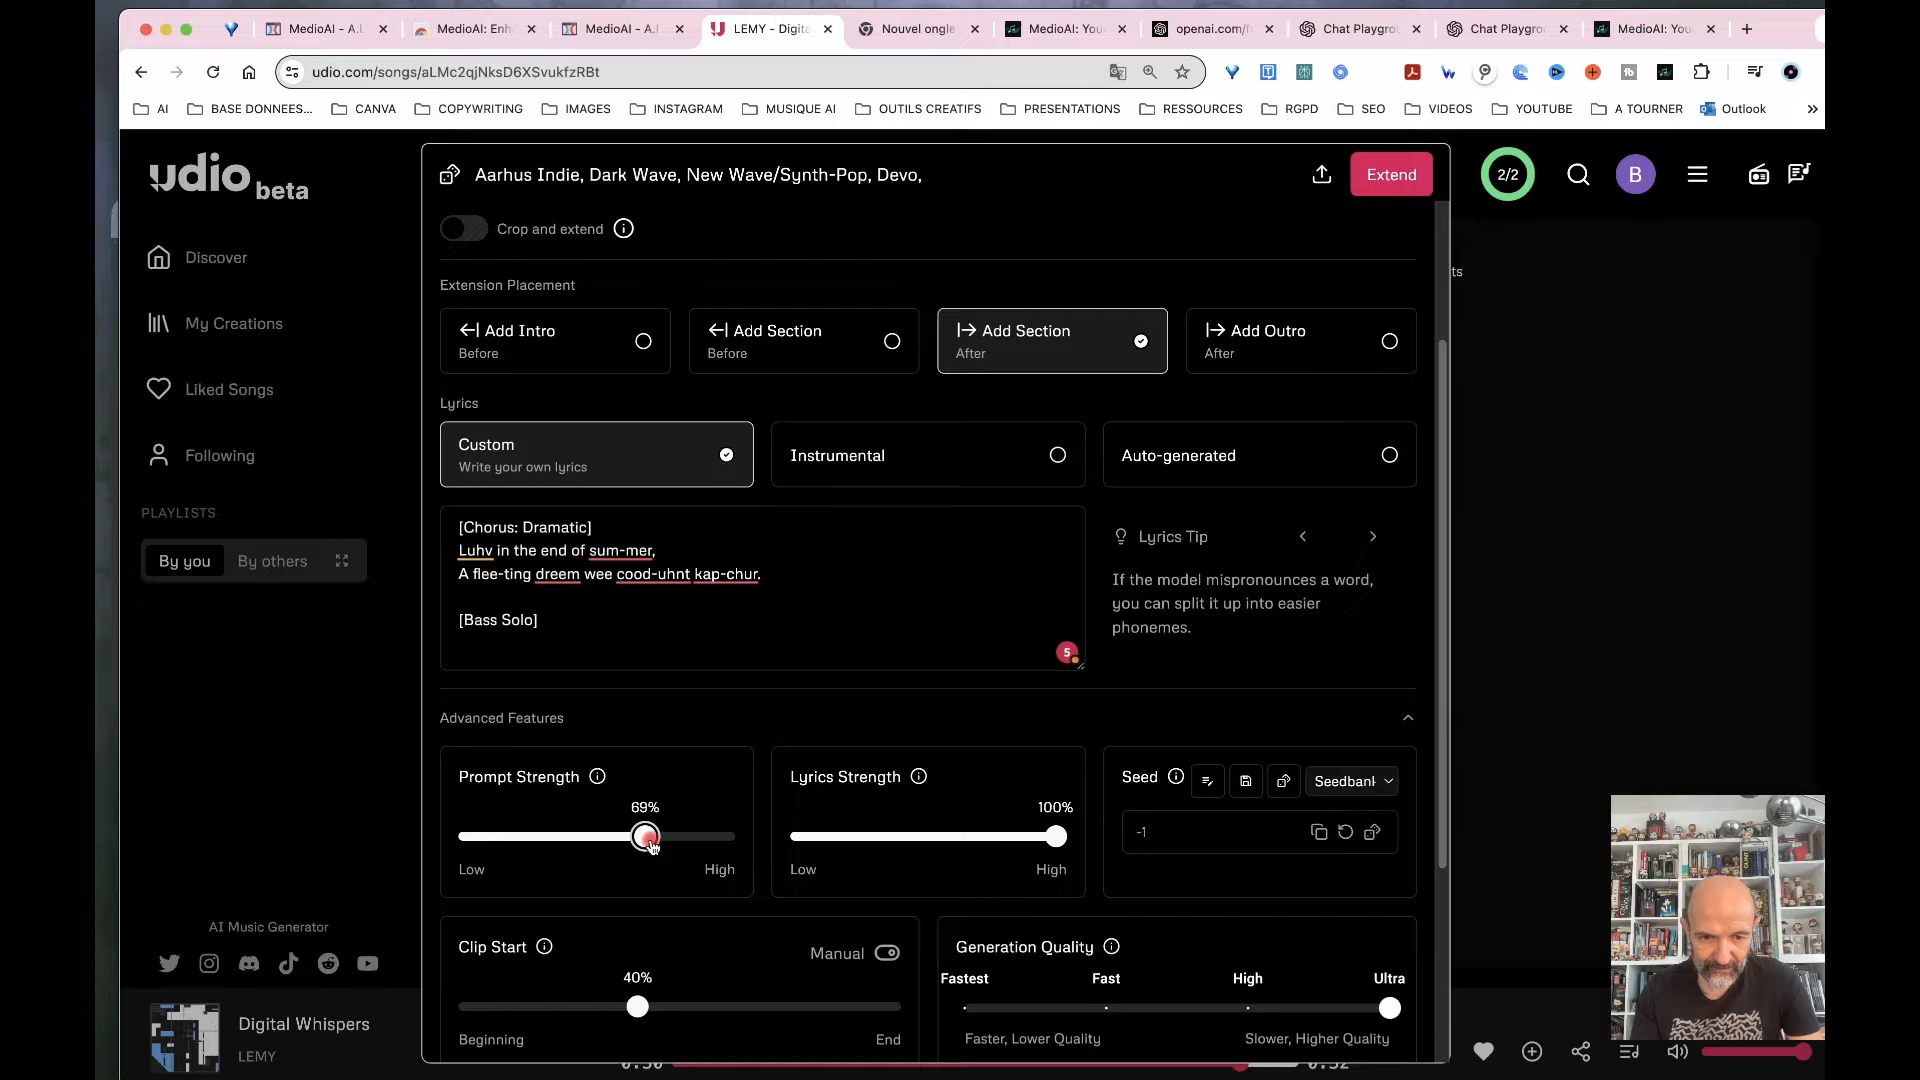 MedioAI - A.I
MedioAI: Enh
MedioAI - A.I
LEMY - Digita
Nouvel ongle
MedioAI: You
openai.com/f
Chat Playgro
Chat Playgro
MedioAI: You
udio.com/songs/aLMc2qjNksD6XSvukfzRBt
AI
BASE DONNEES...
CANVA
COPYWRITING
IMAGES
INSTAGRAM
MUSIQUE AI
OUTILS CREATIFS
PRESENTATIONS
RESSOURCES
RGPD
SEO
VIDEOS
YOUTUBE
A TOURNER
Outlook
udio beta
Aarhus Indie, Dark Wave, New Wave/Synth-Pop, Devo,
Extend
2/2
B
Crop and extend
Discover
ts
Extension Placement
My Creations
Add Intro
Before
Add Section
Before
Add Section
After
Add Outro
After
Liked Songs
Lyrics
Following
Custom
Write your own lyrics
Instrumental
Auto-generated
PLAYLISTS
By you
By others
[Chorus: Dramatic]
Luhv in the end of sum-mer,
A flee-ting dreem wee cood-uhnt kap-chur.
[Bass Solo]
5
Lyrics Tip
If the model mispronounces a word,
you can split it up into easier
phonemes.
Advanced Features
Prompt Strength
69%
Low
High
Lyrics Strength
100%
Low
High
Seed
Seedbank
-1
AI Music Generator
Clip Start
Manual
40%
Beginning
End
Generation Quality
Fastest
Fast
High
Ultra
Faster, Lower Quality
Slower, Higher Quality
Digital Whispers
LEMY
0:30
0:32